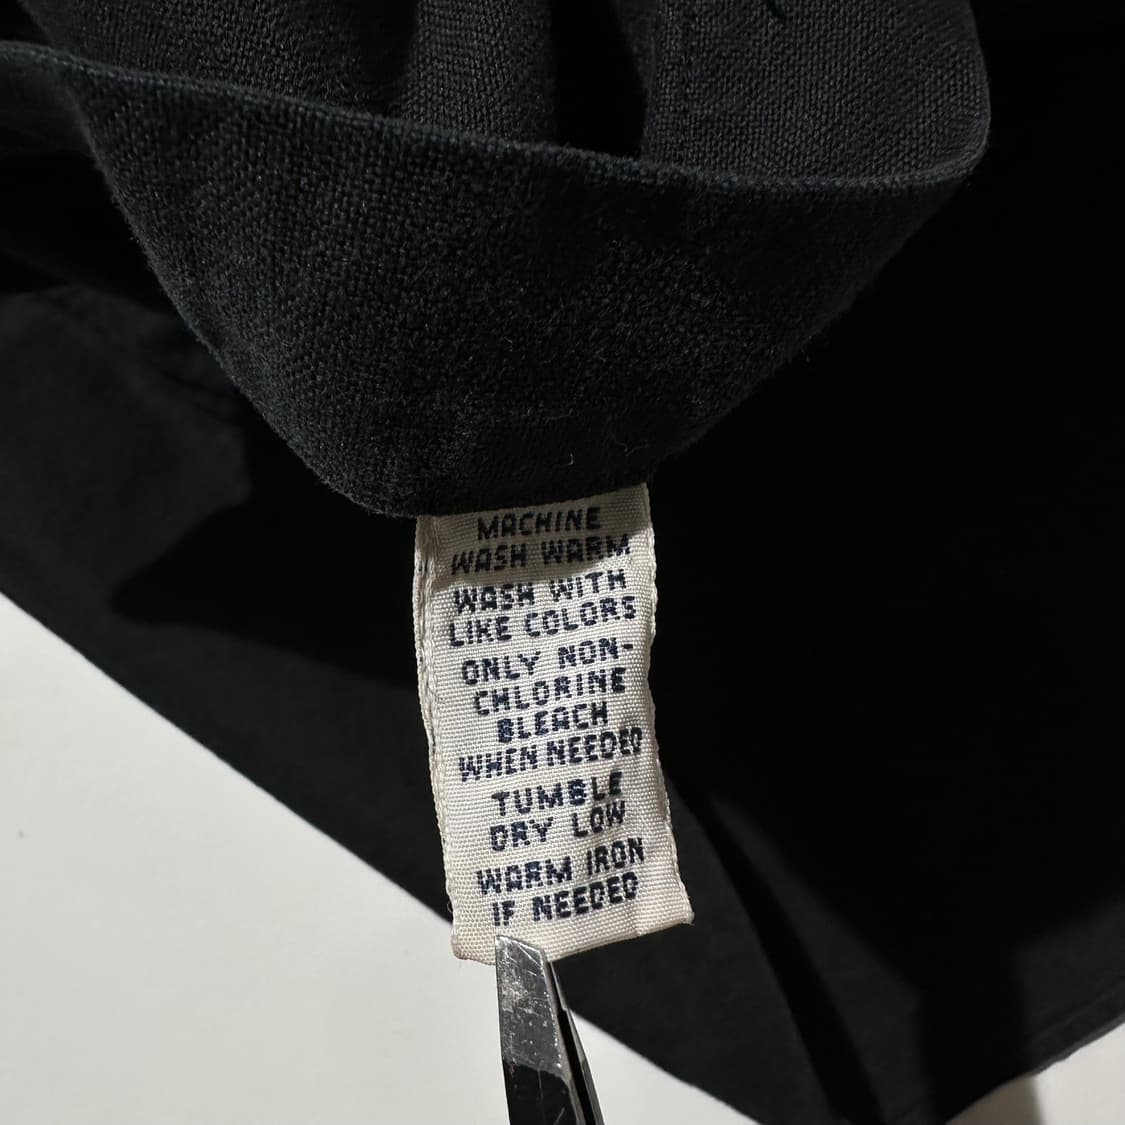 MACHINE
WASH WARM
WASH WITH
LIKE COLORS
ONLY NON-
CHLORINE
BLEACH
WHEN NEEDED
TUMBLE
DRY LOW
WARM IRON
IF NEEDED